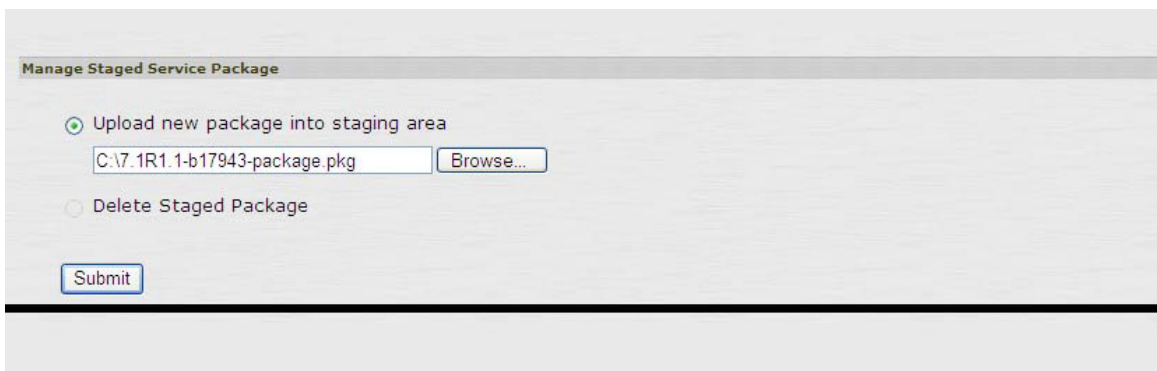 Manage Staged Service Package
Upload new package into staging area
C:\7.1R1.1-b17943-package.pkg Browse...
Delete Staged Package
Submit